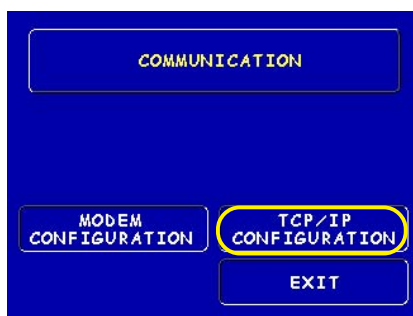 COMMUNICATION
MODEM
CONFIGURATION
TCP/IP
CONFIGURATION
EXIT